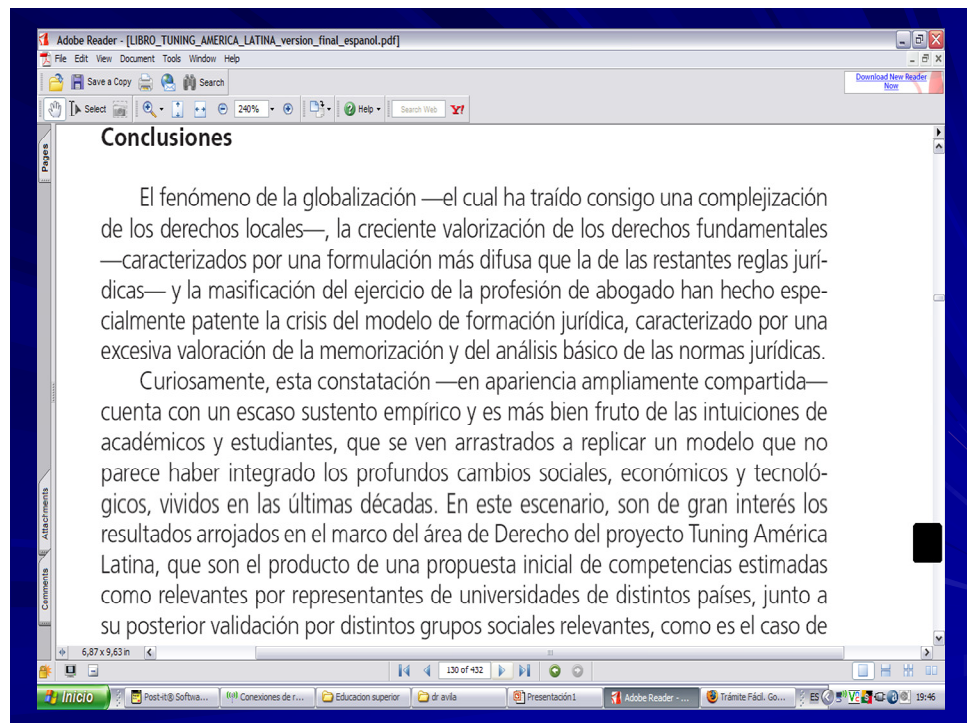 Adobe Reader - [LIBRO_TUNING_AMERICA_LATINA_version_final_espanol.pdf]
File Edit View Document Tools Window Help
Save a Copy Search
Download New Reader
Now
Select 240% Help Search Web Y!
Pages
Conclusiones
El fenómeno de la globalización —el cual ha traído consigo una complejización
de los derechos locales—, la creciente valorización de los derechos fundamentales
—caracterizados por una formulación más difusa que la de las restantes reglas jurí-
dicas— y la masificación del ejercicio de la profesión de abogado han hecho espe-
cialmente patente la crisis del modelo de formación jurídica, caracterizado por una
excesiva valoración de la memorización y del análisis básico de las normas jurídicas.
Curiosamente, esta constatación —en apariencia ampliamente compartida—
cuenta con un escaso sustento empírico y es más bien fruto de las intuiciones de
académicos y estudiantes, que se ven arrastrados a replicar un modelo que no
parece haber integrado los profundos cambios sociales, económicos y tecnoló-
gicos, vividos en las últimas décadas. En este escenario, son de gran interés los
resultados arrojados en el marco del área de Derecho del proyecto Tuning América
Latina, que son el producto de una propuesta inicial de competencias estimadas
como relevantes por representantes de universidades de distintos países, junto a
su posterior validación por distintos grupos sociales relevantes, como es el caso de
Attachments
Comments
6,87 x 9,63 in
130 of 432
Inicio Post-it® Softwa... Conexiones de r... Educacion superior dr avila Presentación1 Adobe Reader - ... Trámite Fácil. Go... ES 19:46